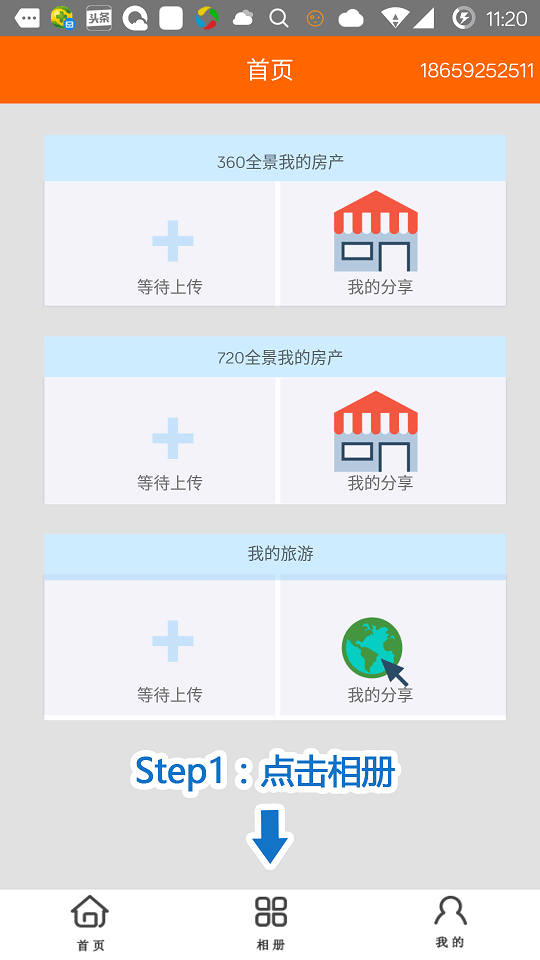 头条 11:20
首页 18659252511
360全景我的房产
等待上传 我的分享
720全景我的房产
等待上传 我的分享
我的旅游
等待上传 我的分享
Step1：点击相册
首页 相册 我的